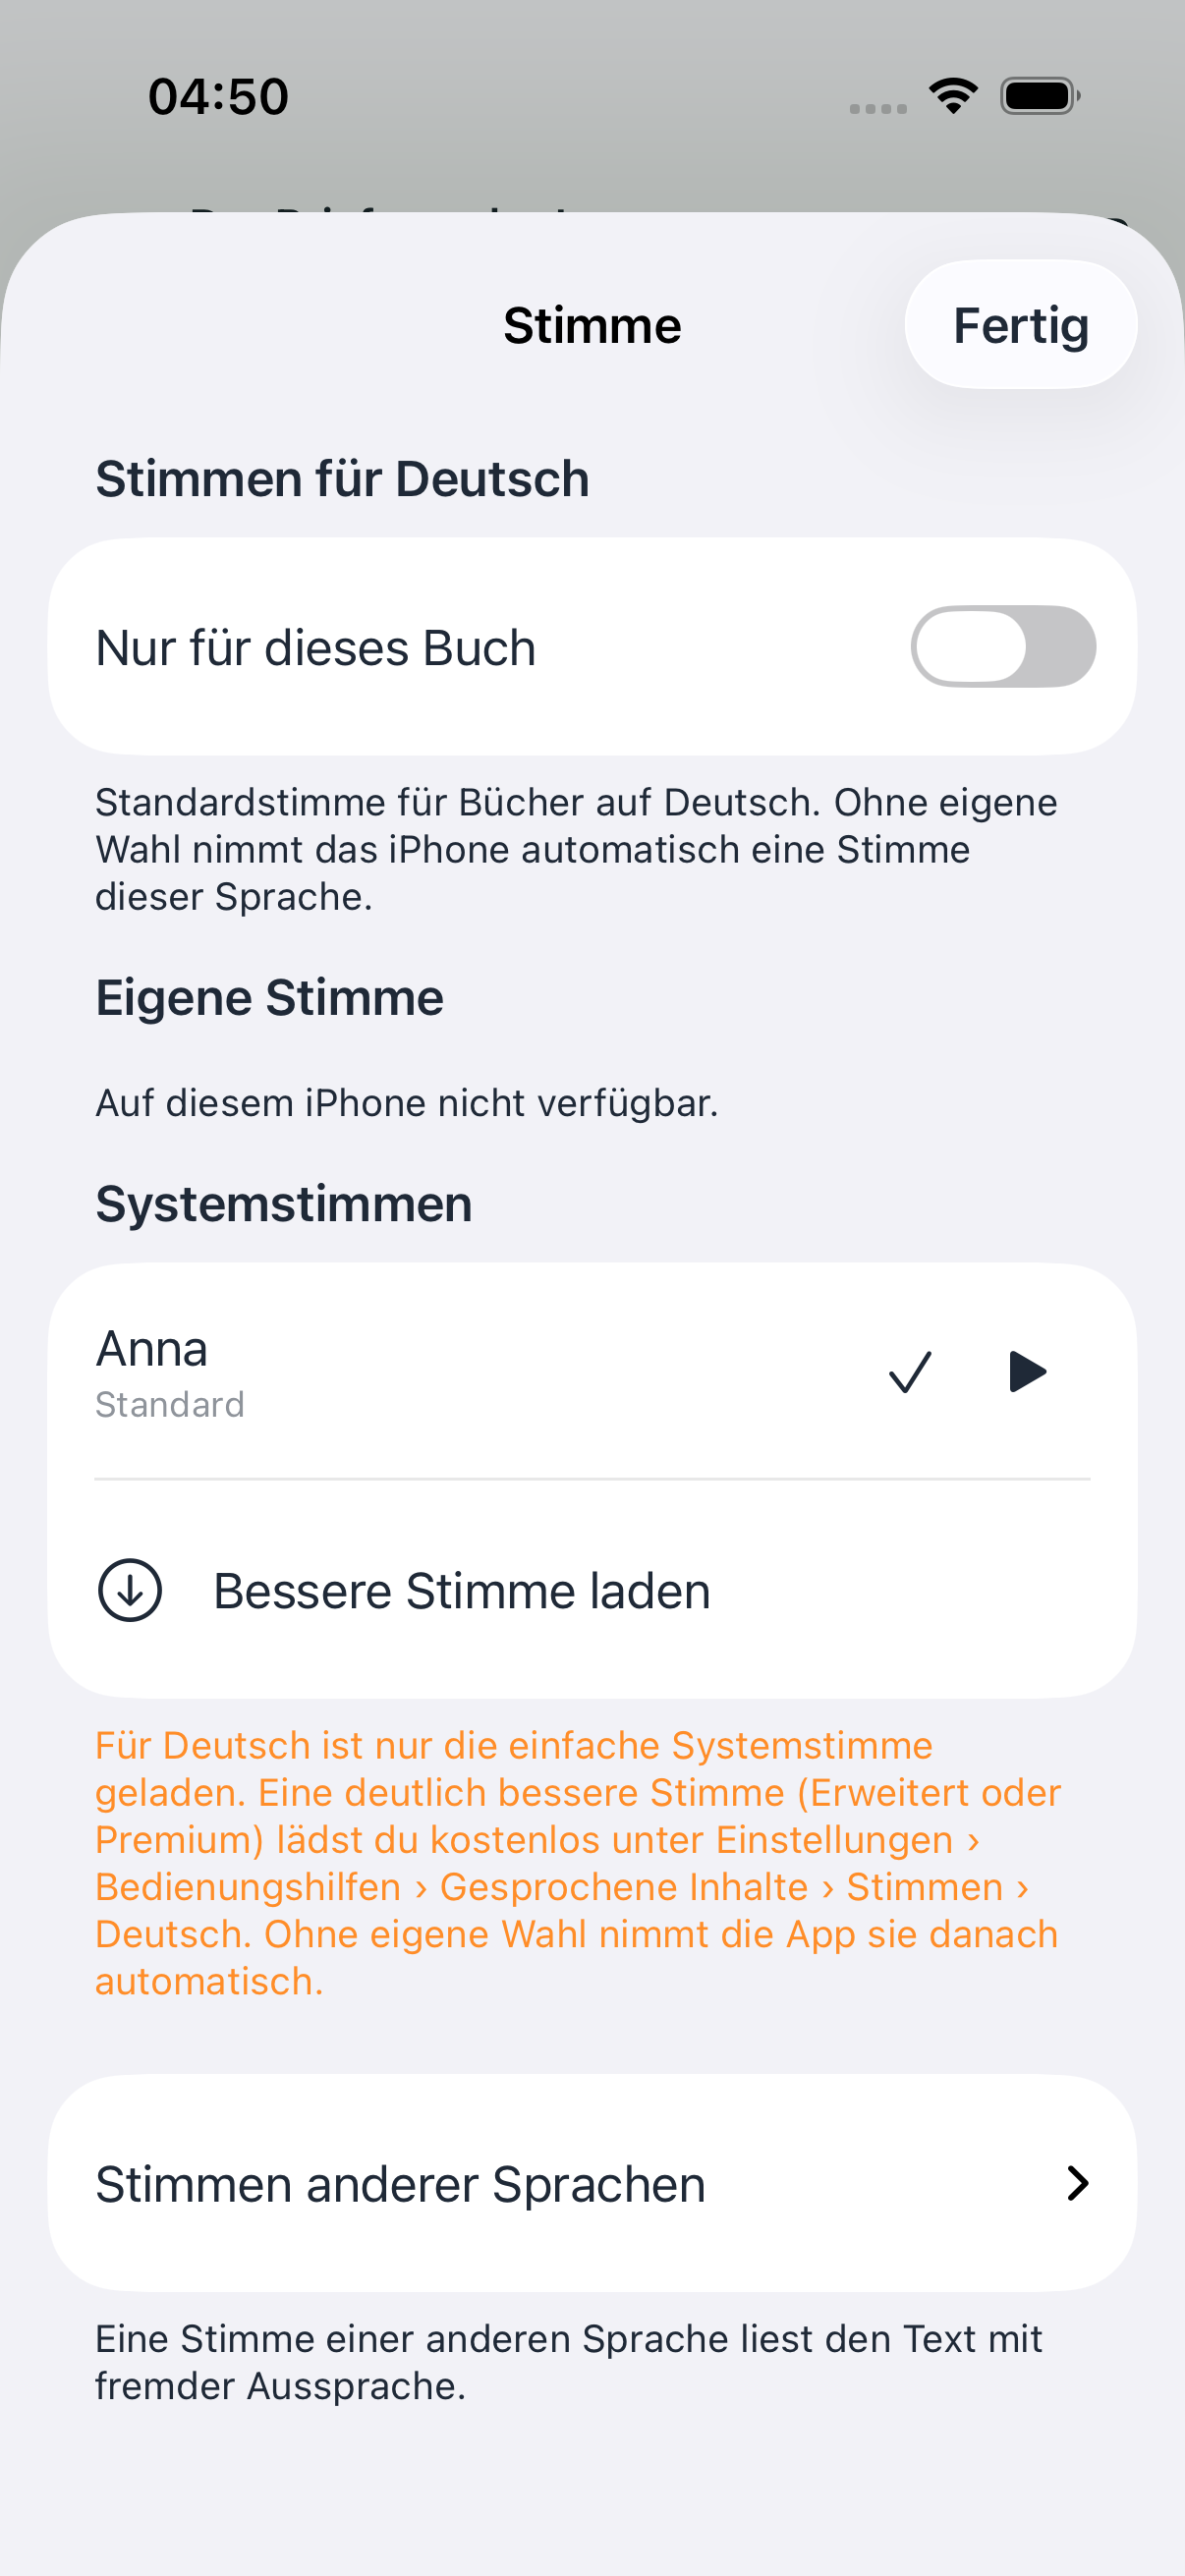 04:50
Stimme
Fertig
Stimmen für Deutsch
Nur für dieses Buch
Standardstimme für Bücher auf Deutsch. Ohne eigene
Wahl nimmt das iPhone automatisch eine Stimme
dieser Sprache.
Eigene Stimme
Auf diesem iPhone nicht verfügbar.
Systemstimmen
Anna
Standard
Bessere Stimme laden
Für Deutsch ist nur die einfache Systemstimme
geladen. Eine deutlich bessere Stimme (Erweitert oder
Premium) lädst du kostenlos unter Einstellungen ›
Bedienungshilfen › Gesprochene Inhalte › Stimmen ›
Deutsch. Ohne eigene Wahl nimmt die App sie danach
automatisch.
Stimmen anderer Sprachen
Eine Stimme einer anderen Sprache liest den Text mit
fremder Aussprache.